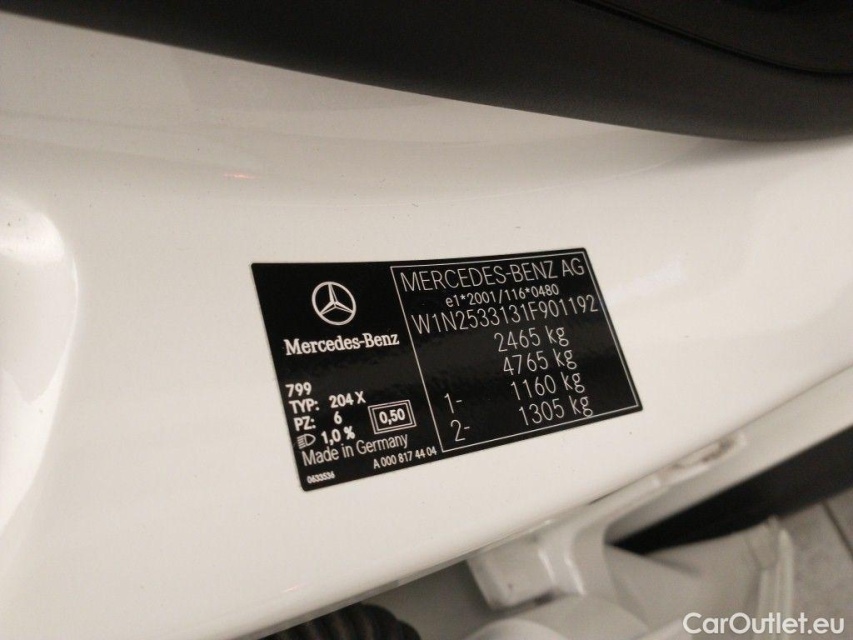 Mercedes-Benz
799
TYP: 204 X
PZ: 6
0,50
1,0 %
Made in Germany
A 000 817 44 04
0633536
MERCEDES-BENZ AG
e1*2001/116*0480
W1N2533131F901192
2465 kg
4765 kg
1- 1160 kg
2- 1305 kg
CarOutlet.eu